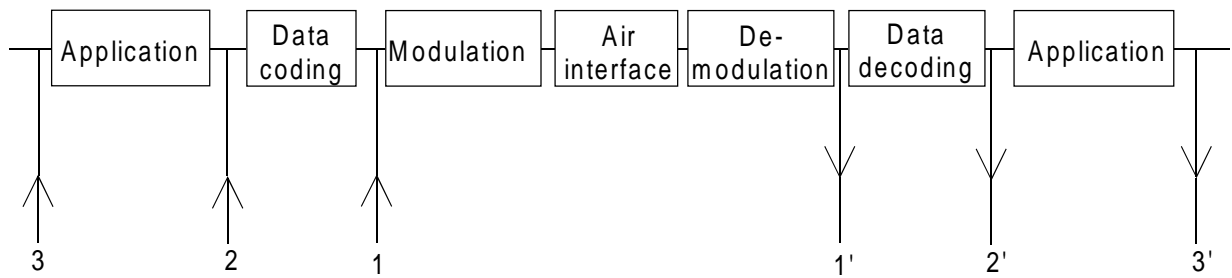 Application
Data
coding
Modulation
Air
interface
De-
modulation
Data
decoding
Application
3
2
1
1'
2'
3'